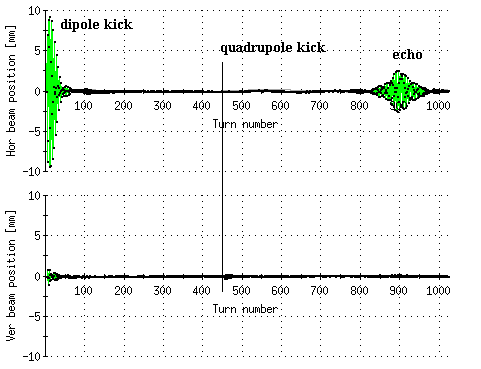 dipole kick
quadrupole kick
echo
Hor beam position [mm]
10
5
0
-5
-10
100 200 300 400 500 600 700 800 900 1000
Turn number
Ver beam position [mm]
10
5
0
-5
-10
100 200 300 400 500 600 700 800 900 1000
Turn number